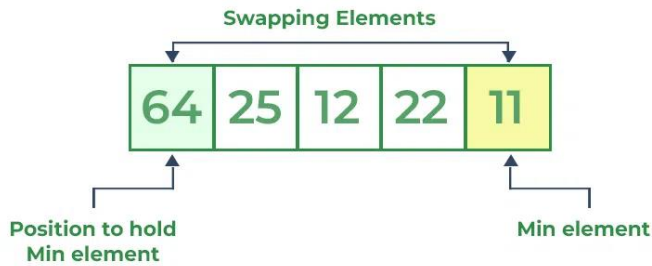 Swapping Elements
64 25 12 22 11
Position to hold
Min element
Min element